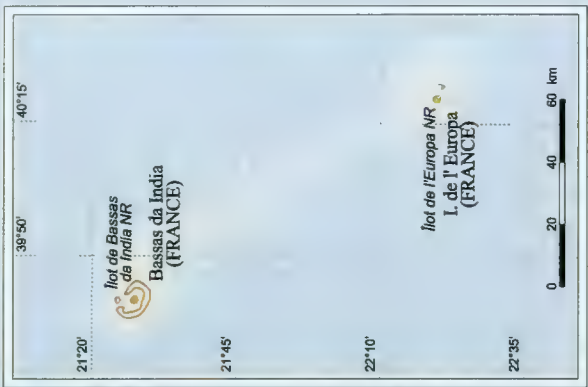 39°50'
40°15'
21°20'
21°45'
22°10'
22°35'
Îlot de Bassas
da India NR
Bassas da India
(FRANCE)
Îlot de l'Europa NR
I. de l' Europa
(FRANCE)
0 20 40 60 km